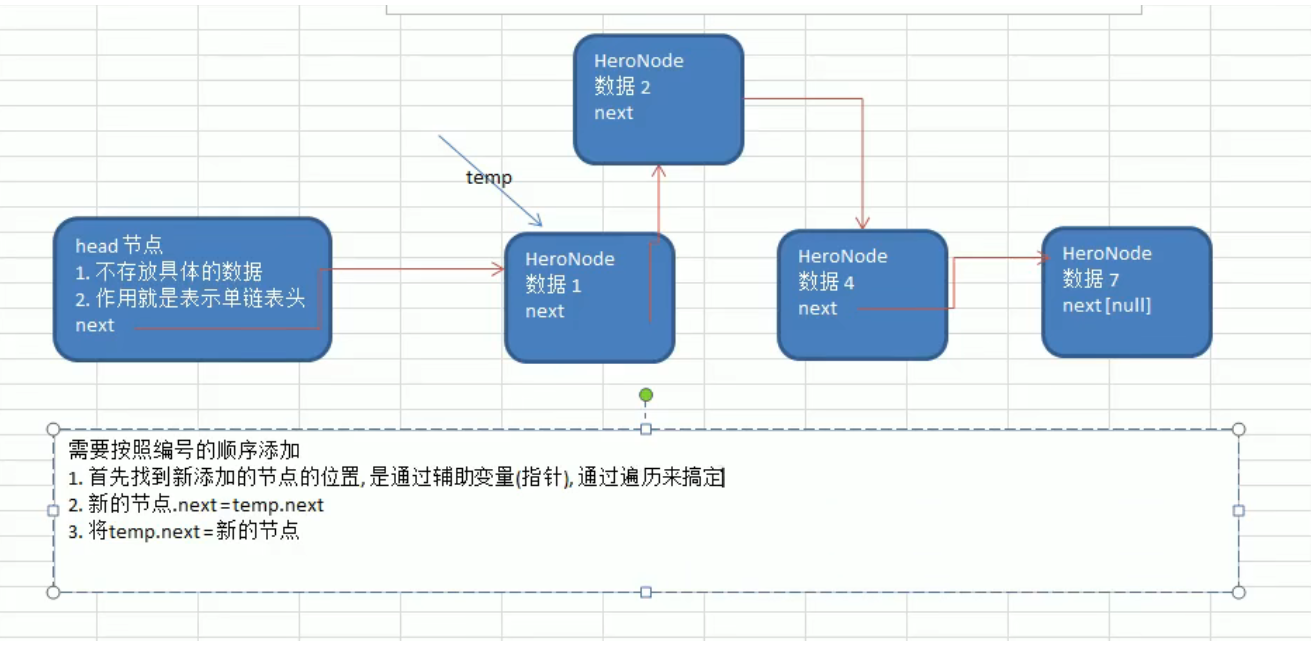 HeroNode
数据 2
next
temp
head 节点
1. 不存放具体的数据
2. 作用就是表示单链表头
next
HeroNode
数据 1
next
HeroNode
数据 4
next
HeroNode
数据 7
next [null]
需要按照编号的顺序添加
1. 首先找到新添加的节点的位置, 是通过辅助变量(指针), 通过遍历来搞定
2. 新的节点.next = temp.next
3. 将temp.next = 新的节点